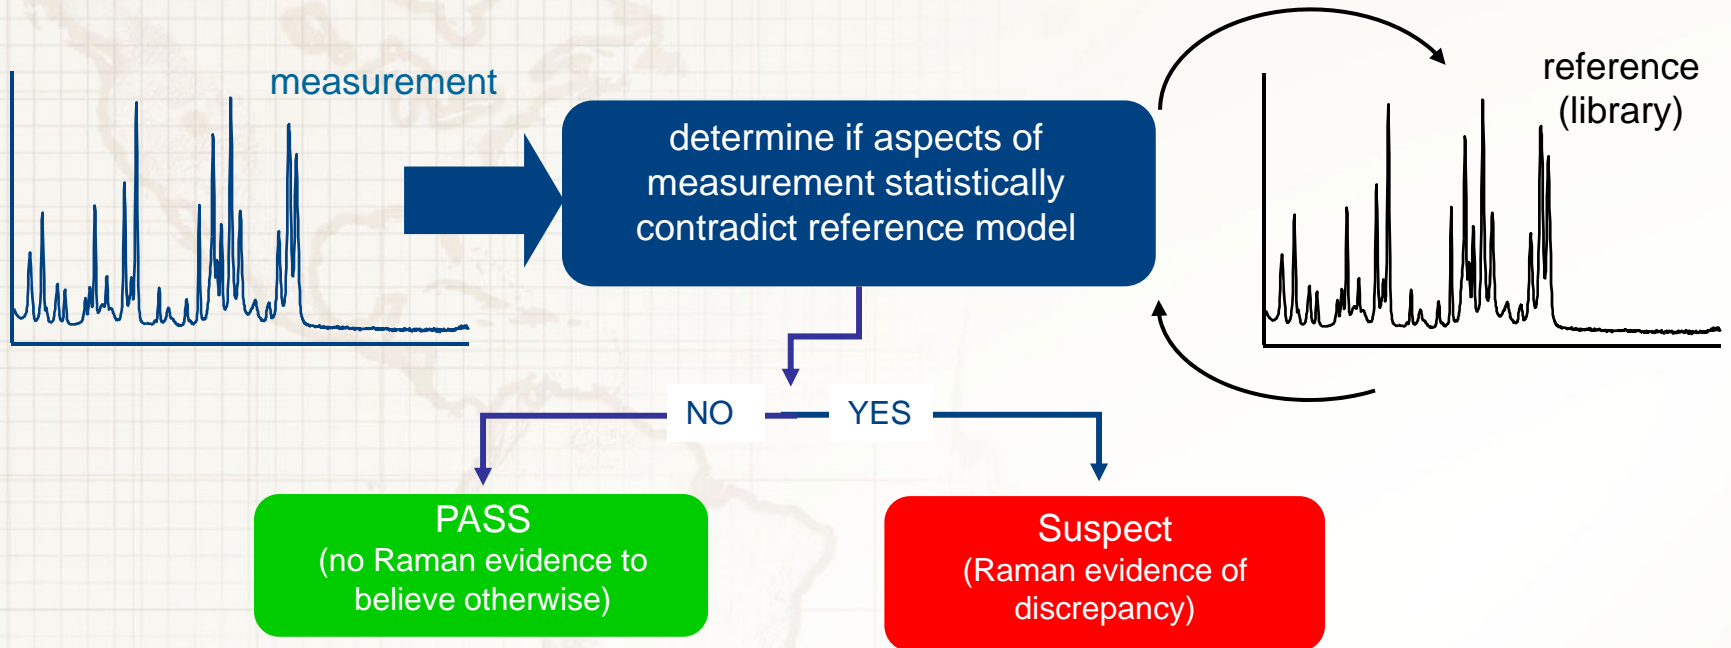 measurement
determine if aspects of
measurement statistically
contradict reference model
reference
(library)
NO
YES
PASS
(no Raman evidence to
believe otherwise)
Suspect
(Raman evidence of
discrepancy)